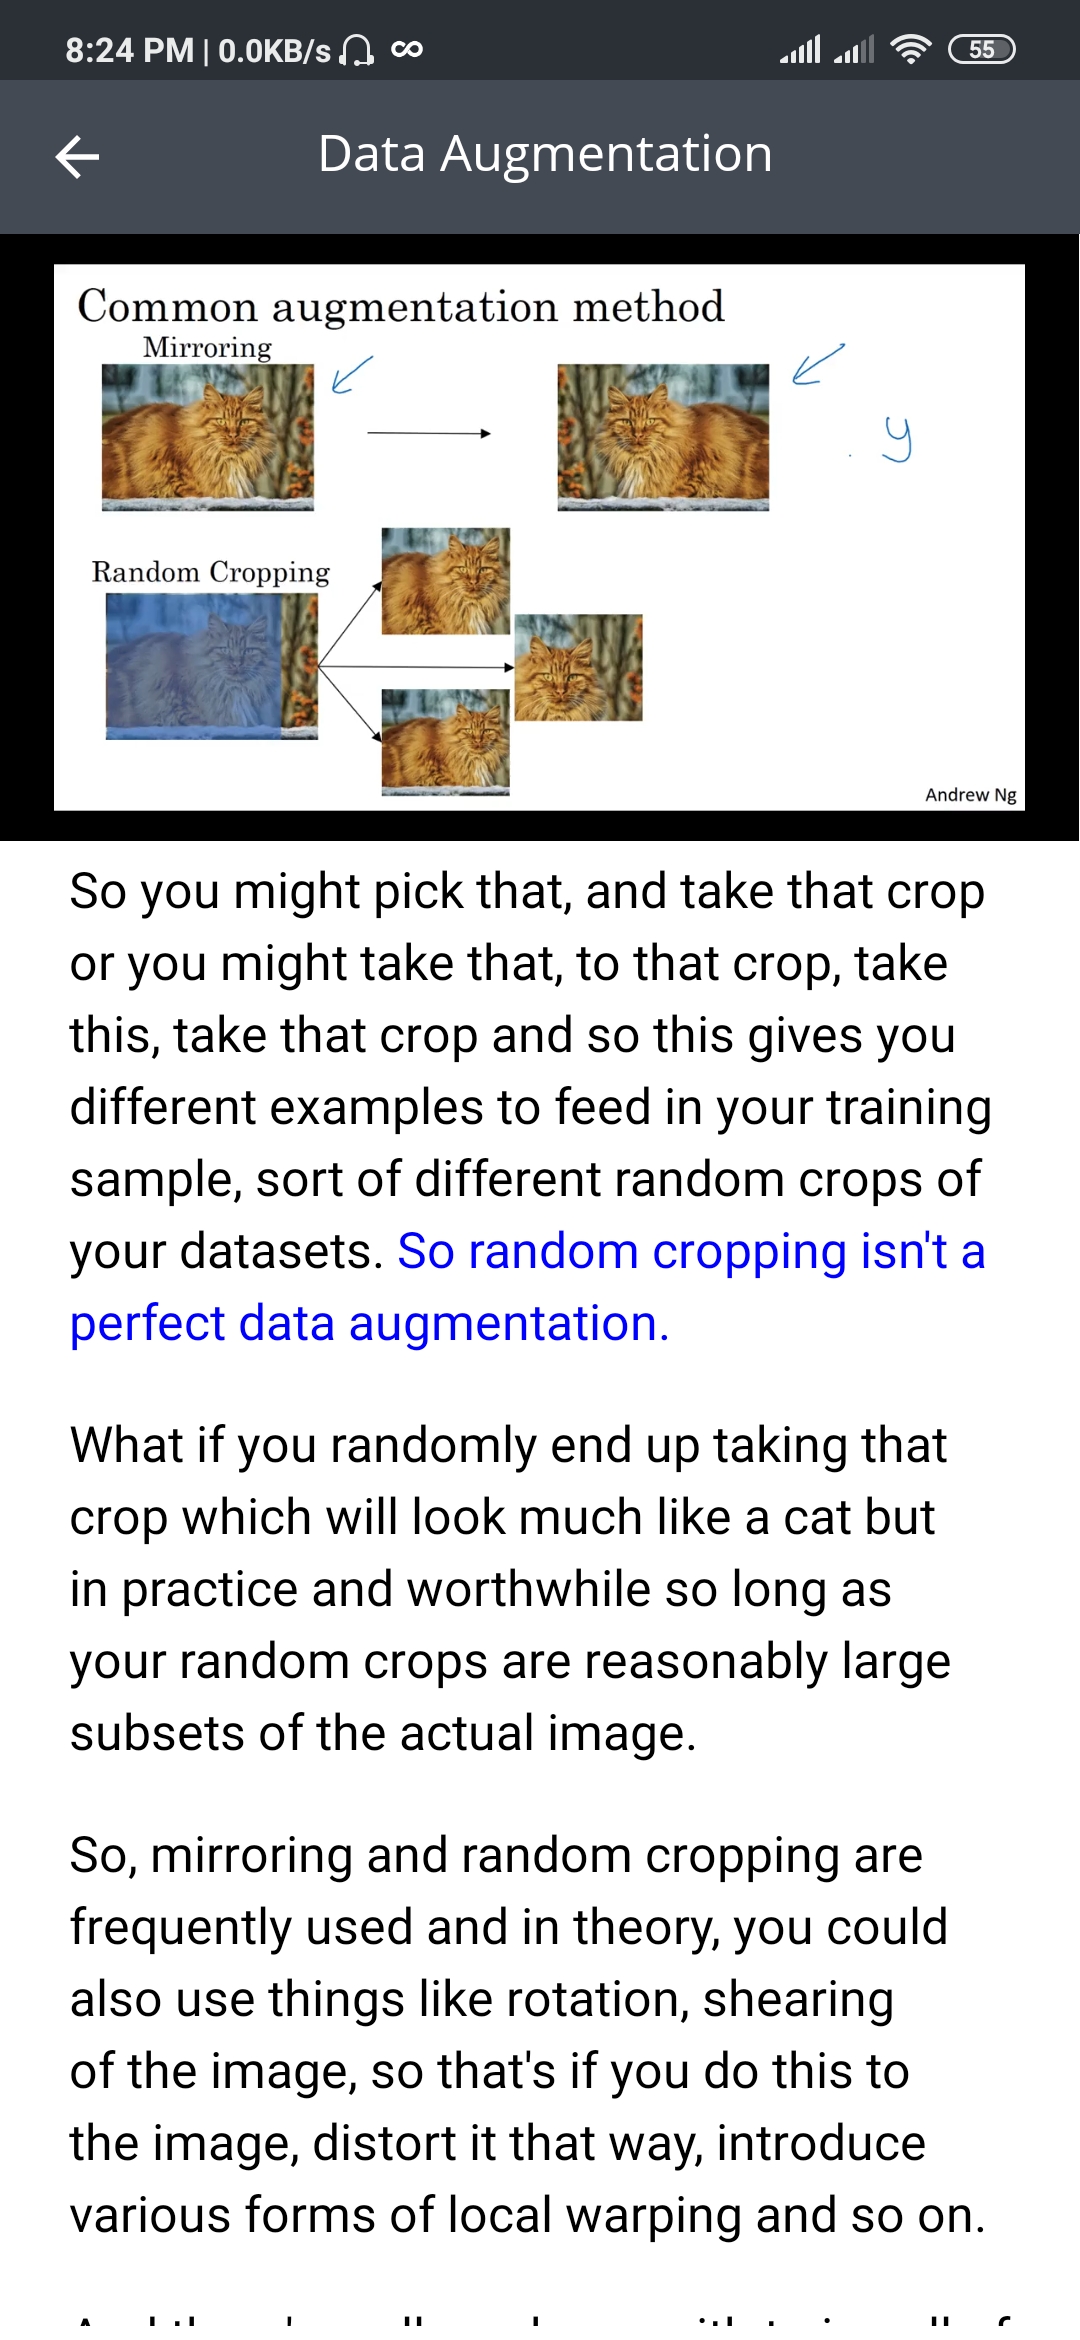 8:24 PM | 0.0KB/s
55
Data Augmentation
Common augmentation method
Mirroring
y
Random Cropping
Andrew Ng
So you might pick that, and take that crop
or you might take that, to that crop, take
this, take that crop and so this gives you
different examples to feed in your training
sample, sort of different random crops of
your datasets. So random cropping isn't a
perfect data augmentation.
What if you randomly end up taking that
crop which will look much like a cat but
in practice and worthwhile so long as
your random crops are reasonably large
subsets of the actual image.
So, mirroring and random cropping are
frequently used and in theory, you could
also use things like rotation, shearing
of the image, so that's if you do this to
the image, distort it that way, introduce
various forms of local warping and so on.